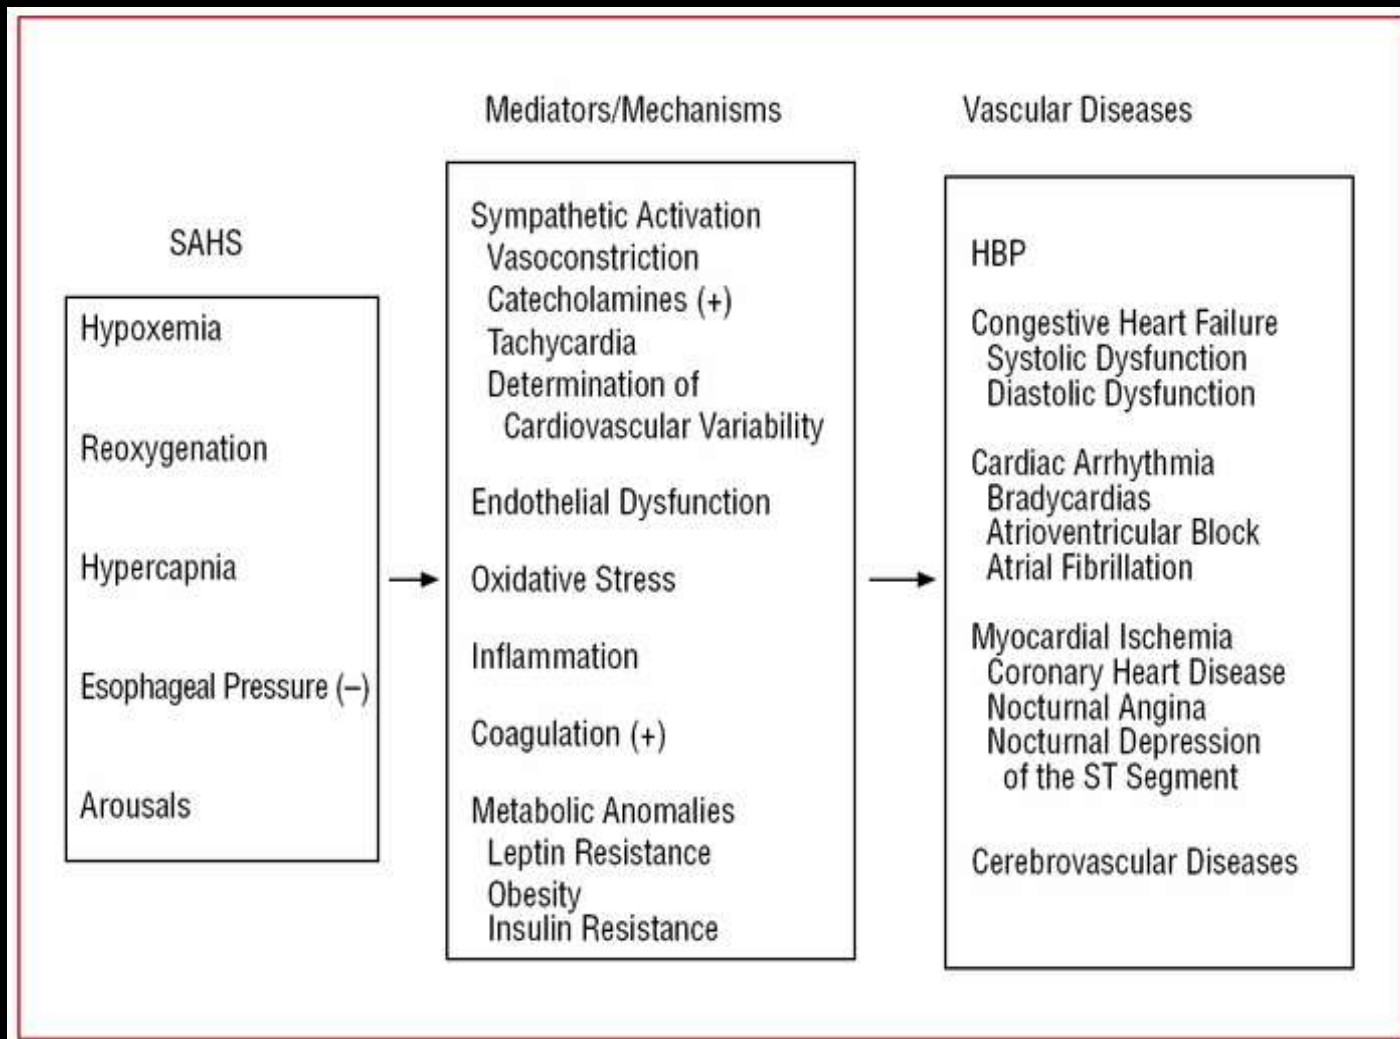 SAHS
Hypoxemia
Reoxygenation
Hypercapnia
Esophageal Pressure (–)
Arousals
Mediators/Mechanisms
Sympathetic Activation
Vasoconstriction
Catecholamines (+)
Tachycardia
Determination of
Cardiovascular Variability
Endothelial Dysfunction
Oxidative Stress
Inflammation
Coagulation (+)
Metabolic Anomalies
Leptin Resistance
Obesity
Insulin Resistance
Vascular Diseases
HBP
Congestive Heart Failure
Systolic Dysfunction
Diastolic Dysfunction
Cardiac Arrhythmia
Bradycardias
Atrioventricular Block
Atrial Fibrillation
Myocardial Ischemia
Coronary Heart Disease
Nocturnal Angina
Nocturnal Depression
of the ST Segment
Cerebrovascular Diseases